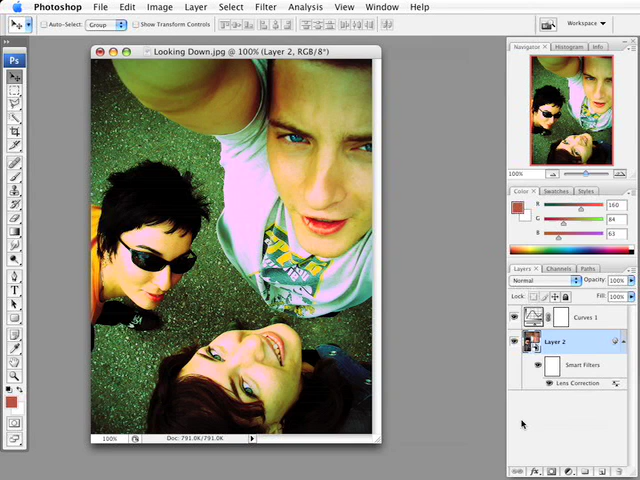 Photoshop File Edit Image Layer Select Filter Analysis View Window Help
Auto-Select: Group Show Transform Controls Workspace
Ps
Looking Down.jpg @ 100% (Layer 2, RGB/8*)
Navigator Histogram Info
100%
Color Swatches Styles
R 160
G 84
B 63
Layers Channels Paths
Normal Opacity: 100%
Lock: Fill: 100%
Curves 1
Layer 2
Smart Filters
Lens Correction
100% Doc: 791.0K/791.0K